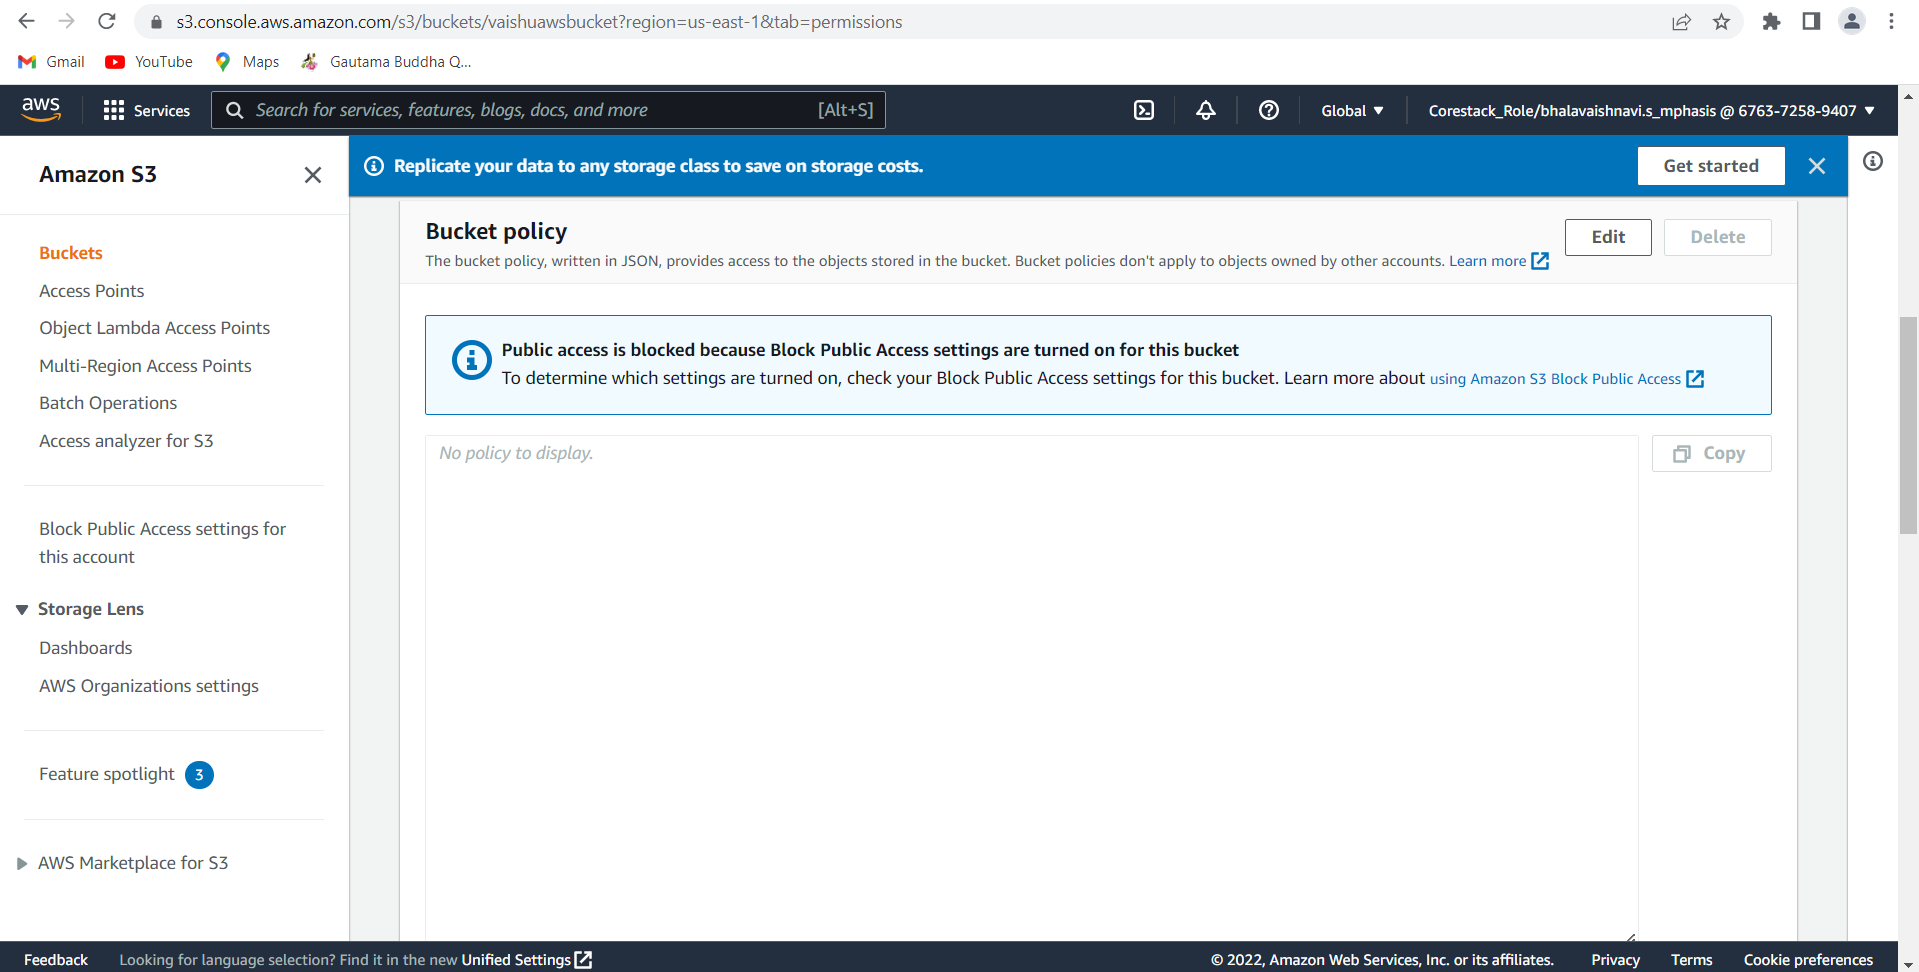 s3.console.aws.amazon.com/s3/buckets/vaishuawsbucket?region=us-east-1&tab=permissions
Gmail YouTube Maps Gautama Buddha Q...
aws Services Search for services, features, blogs, docs, and more [Alt+S] Global Corestack_Role/bhalavaishnavi.s_mphasis @ 6763-7258-9407
Amazon S3
Buckets
Access Points
Object Lambda Access Points
Multi-Region Access Points
Batch Operations
Access analyzer for S3
Block Public Access settings for
this account
Storage Lens
Dashboards
AWS Organizations settings
Feature spotlight 3
AWS Marketplace for S3
Replicate your data to any storage class to save on storage costs. Get started
Bucket policy Edit Delete
The bucket policy, written in JSON, provides access to the objects stored in the bucket. Bucket policies don't apply to objects owned by other accounts. Learn more
Public access is blocked because Block Public Access settings are turned on for this bucket
To determine which settings are turned on, check your Block Public Access settings for this bucket. Learn more about using Amazon S3 Block Public Access
No policy to display. Copy
Feedback Looking for language selection? Find it in the new Unified Settings © 2022, Amazon Web Services, Inc. or its affiliates. Privacy Terms Cookie preferences